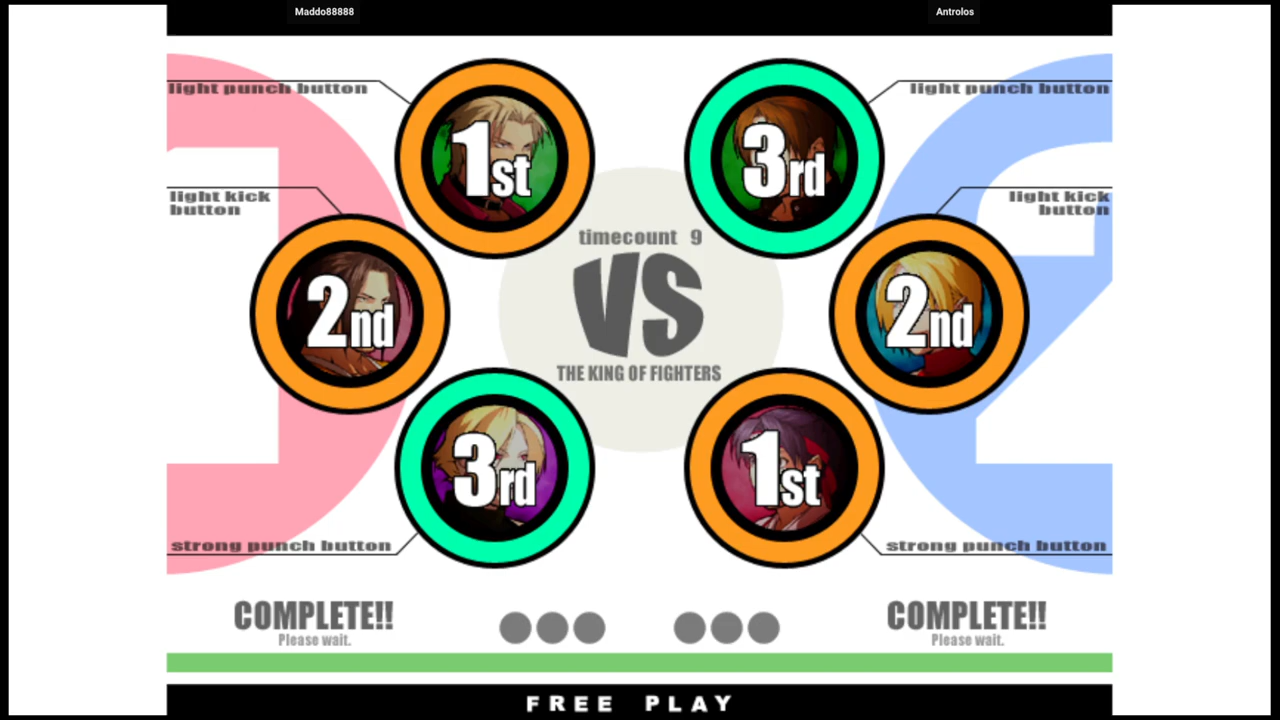 Maddo88888
Antrolos
light punch button
light punch button
1st
3rd
light kick
button
light kick
button
timecount 9
VS
THE KING OF FIGHTERS
2nd
2nd
3rd
1st
strong punch button
strong punch button
COMPLETE!!
Please wait.
COMPLETE!!
Please wait.
FREE PLAY